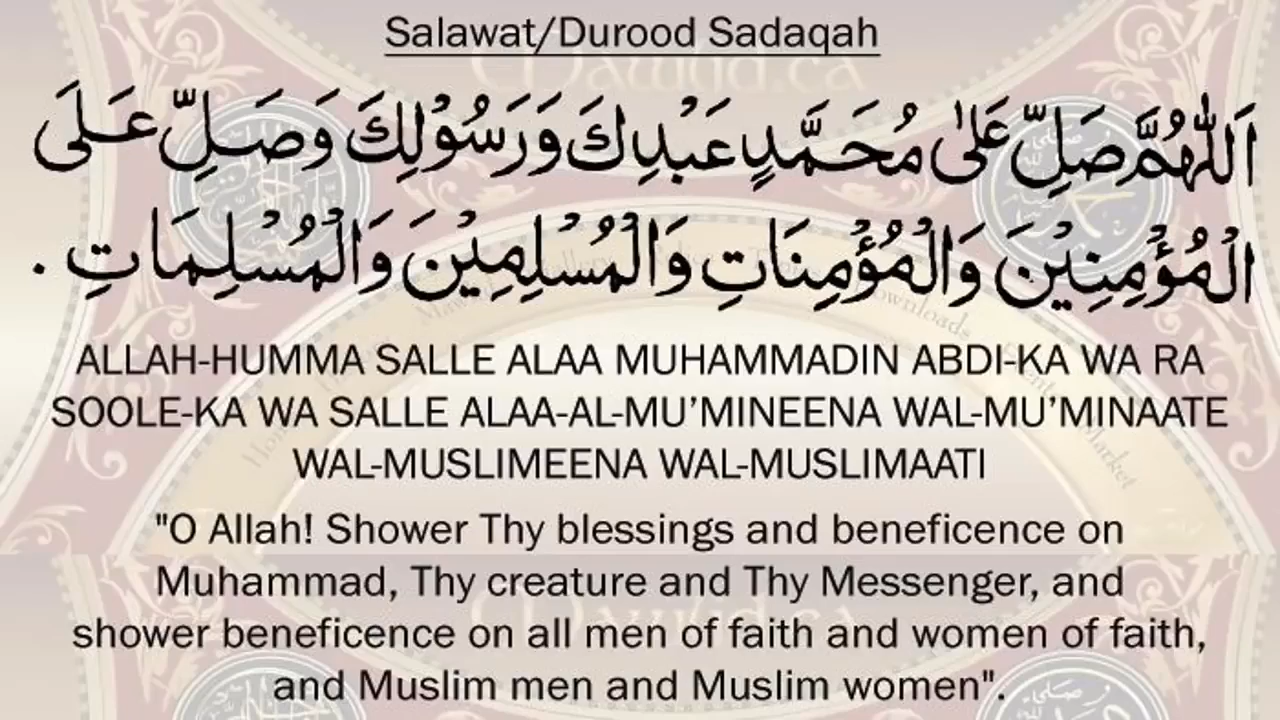 Salawat/Durood Sadaqah
اَللّٰهُمَّ صَلِّ عَلٰى مُحَمَّدٍ عَبْدِكَ وَرَسُوْلِكَ وَصَلِّ عَلَى
الْمُؤْمِنِيْنَ وَالْمُؤْمِنَاتِ وَالْمُسْلِمِيْنَ وَالْمُسْلِمَاتِ .
ALLAH-HUMMA SALLE ALAA MUHAMMADIN ABDI-KA WA RA
SOOLE-KA WA SALLE ALAA-AL-MU’MINEENA WAL-MU’MINAATE
WAL-MUSLIMEENA WAL-MUSLIMAATI
"O Allah! Shower Thy blessings and beneficence on
Muhammad, Thy creature and Thy Messenger, and
shower beneficence on all men of faith and women of faith,
and Muslim men and Muslim women".